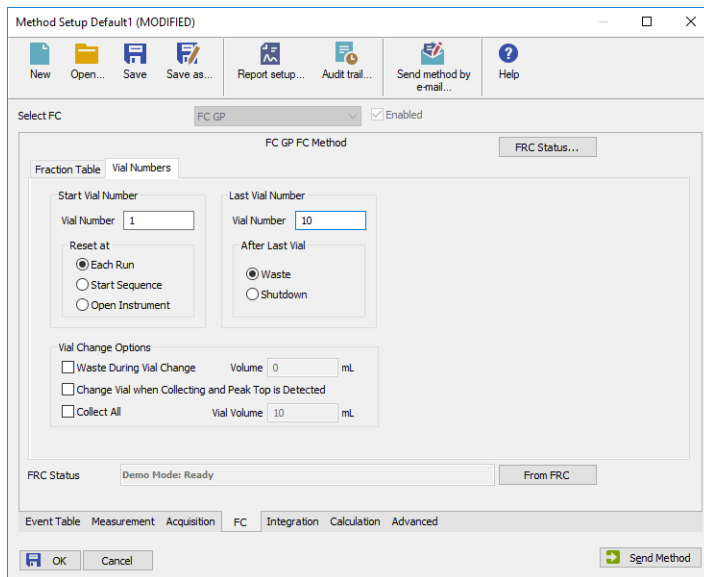 Method Setup Default1 (MODIFIED)
New Open... Save Save as... Report setup... Audit trail... Send method by e-mail... Help
Select FC FC GP Enabled
FC GP FC Method FRC Status...
Fraction Table Vial Numbers
Start Vial Number Last Vial Number
Vial Number 1 Vial Number 10
Reset at After Last Vial
Each Run Waste
Start Sequence Shutdown
Open Instrument
Vial Change Options
Waste During Vial Change Volume 0 mL
Change Vial when Collecting and Peak Top is Detected
Collect All Vial Volume 10 mL
FRC Status Demo Mode: Ready From FRC
Event Table Measurement Acquisition FC Integration Calculation Advanced
OK Cancel Send Method